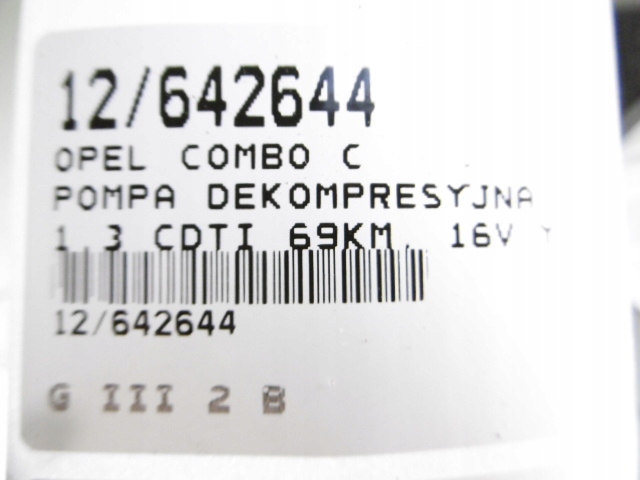 12/642644
OPEL COMBO C
POMPA DEKOMPRESYJNA
1.3 CDTI 69KM, 16V
12/642644
G III 2 B